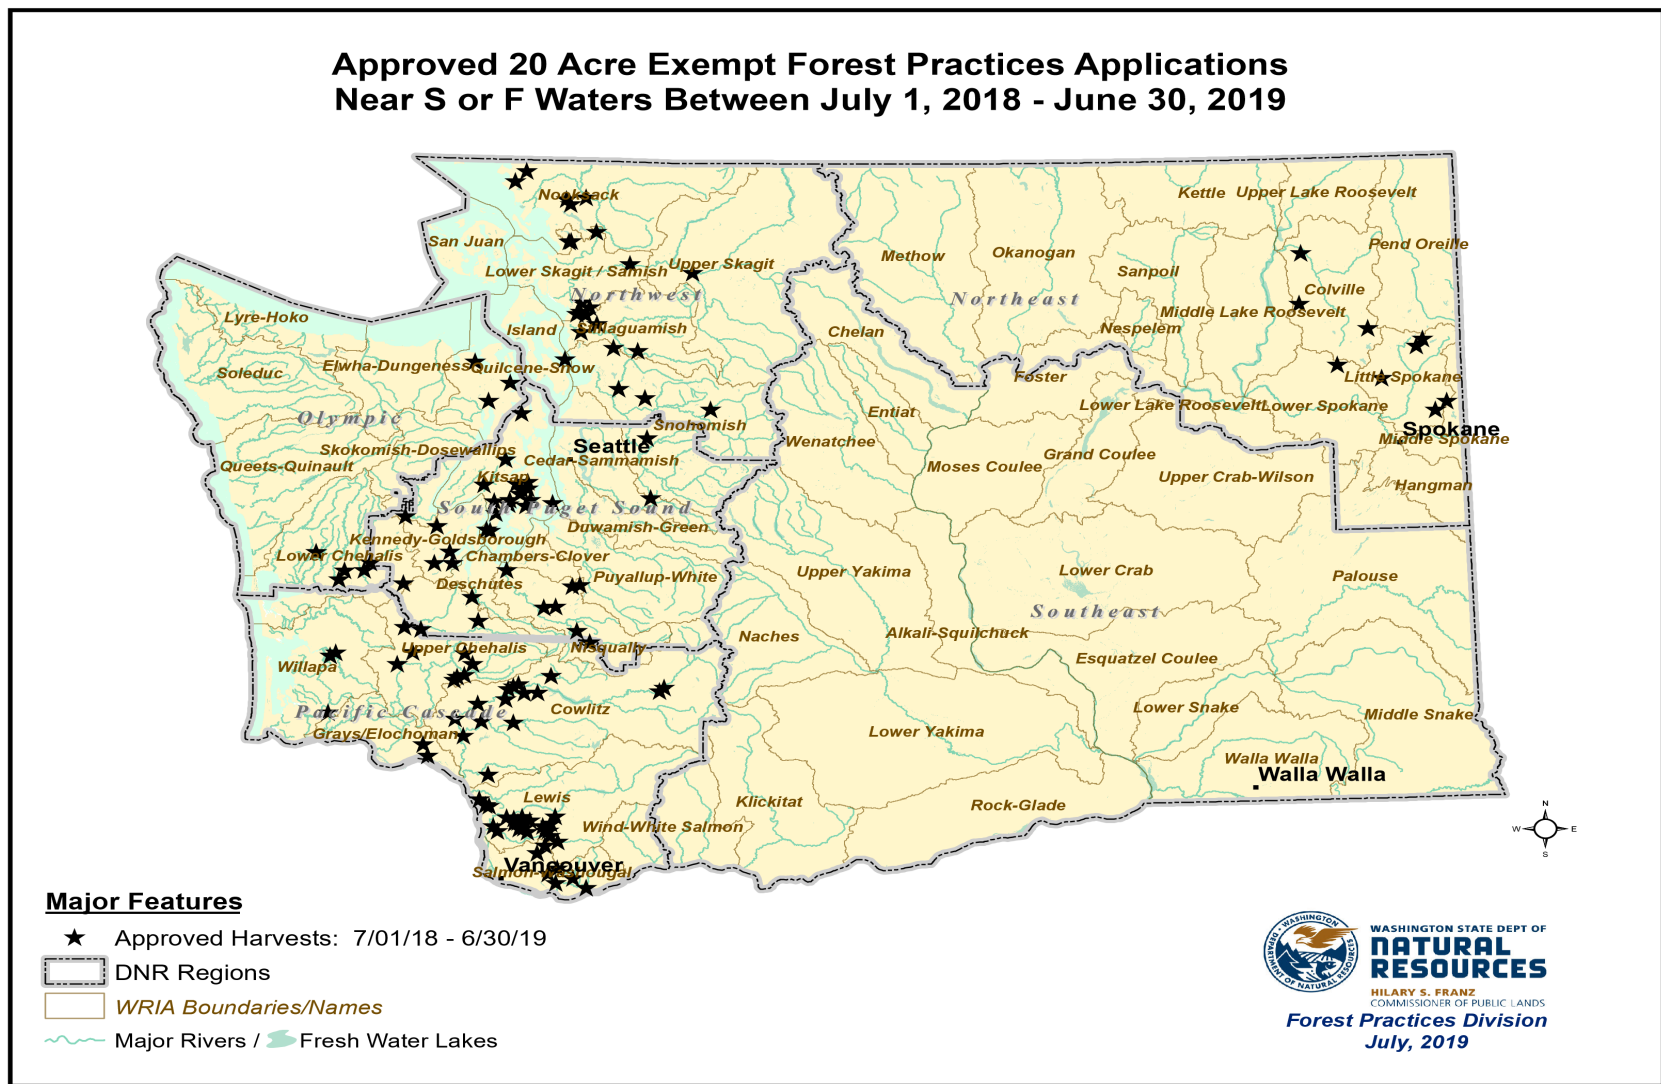 Approved 20 Acre Exempt Forest Practices Applications
Near S or F Waters Between July 1, 2018 - June 30, 2019
Nooksack
Kettle
Upper Lake Roosevelt
San Juan
Pend Oreille
Methow
Okanogan
Lower Skagit / Samish
Upper Skagit
Sanpoil
Northwest
Northeast
Colville
Lyre-Hoko
Island
Stillaguamish
Chelan
Middle Lake Roosevelt
Nespelem
Soleduc
Elwha-Dungeness
Quilcene-Snow
Foster
Little Spokane
Olympic
Entiat
Lower Lake Roosevelt
Lower Spokane
Snohomish
Spokane
Middle Spokane
Seattle
Wenatchee
Skokomish-Dosewallips
Cedar-Sammamish
Queets-Quinault
Moses Coulee
Grand Coulee
Kitsap
Upper Crab-Wilson
Hangman
South Puget Sound
Duwamish-Green
Kennedy-Goldsborough
Lower Chehalis
Chambers-Clover
Deschutes
Puyallup-White
Upper Yakima
Lower Crab
Palouse
Southeast
Naches
Alkali-Squilchuck
Upper Chehalis
Nisqually
Willapa
Esquatzel Coulee
Pacific Cascade
Cowlitz
Lower Snake
Middle Snake
Grays/Elochoman
Lower Yakima
Walla Walla
Walla Walla
Lewis
Klickitat
Rock-Glade
Wind-White Salmon
Vancouver
Salmon-Washougal
N
W
E
S
Major Features
Approved Harvests: 7/01/18 - 6/30/19
DNR Regions
WRIA Boundaries/Names
Major Rivers / Fresh Water Lakes
WASHINGTON
DEPARTMENT OF NATURAL RESOURCES
WASHINGTON STATE DEPT OF
NATURAL
RESOURCES
HILARY S. FRANZ
COMMISSIONER OF PUBLIC LANDS
Forest Practices Division
July, 2019